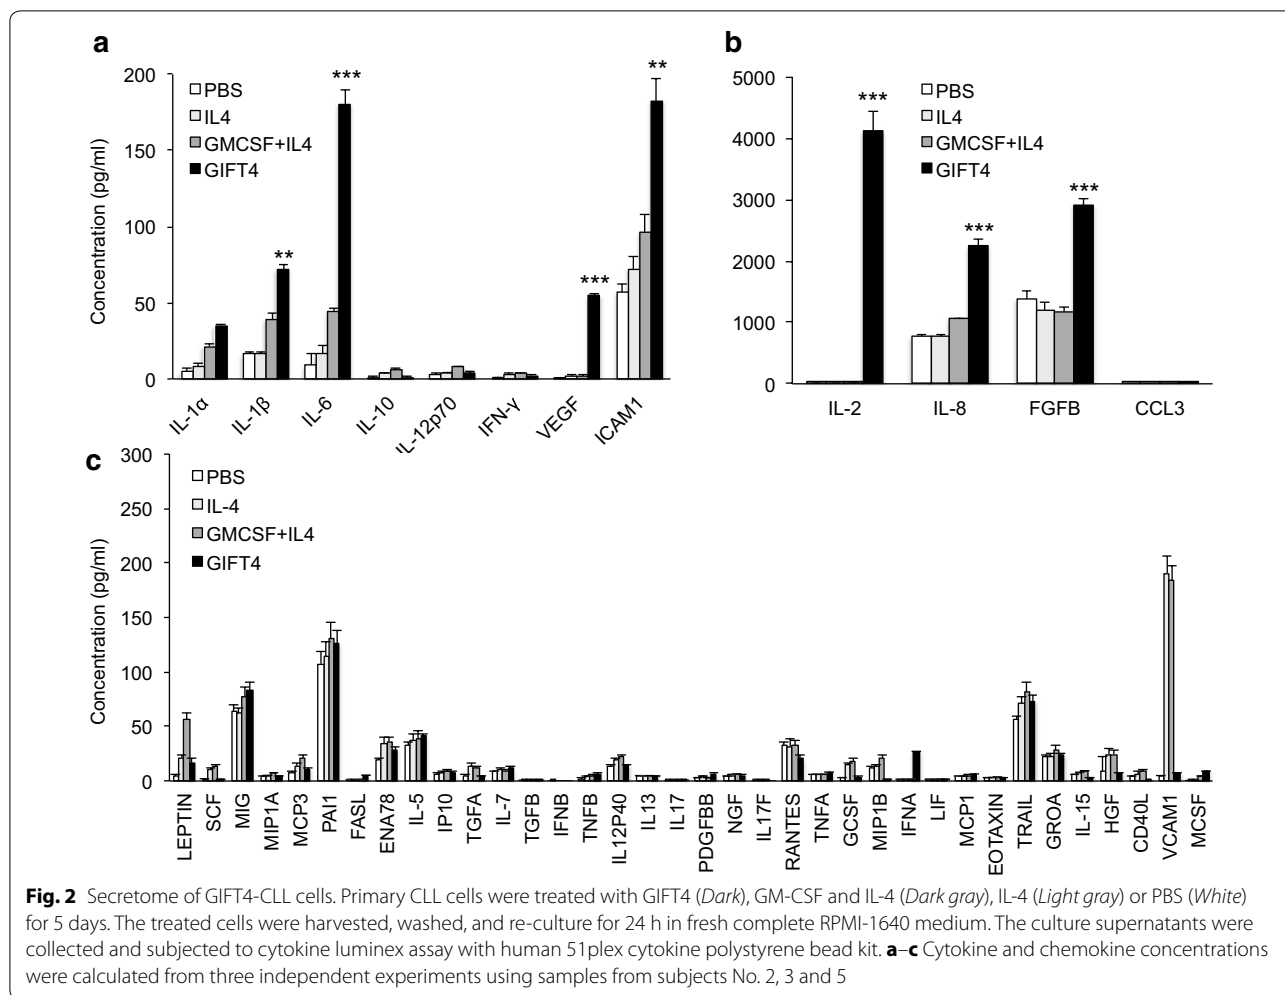 a
200
150
100
50
0
Concentration (pg/ml)
PBS
IL4
GMCSF+IL4
GIFT4
**
***
***
**
IL-1α
IL-1β
IL-6
IL-10
IL-12p70
IFN-γ
VEGF
ICAM1
b
5000
4000
3000
2000
1000
0
PBS
IL4
GMCSF+IL4
GIFT4
***
***
***
IL-2
IL-8
FGFB
CCL3
c
300
250
200
150
100
50
0
Concentration (pg/ml)
PBS
IL-4
GMCSF+IL4
GIFT4
LEPTIN
SCF
MIG
MIP1A
MCP3
PAI1
FASL
ENA78
IL-5
IP10
TGFA
IL-7
TGFB
IFNB
TNFB
IL12P40
IL13
IL17
PDGFBB
NGF
IL17F
RANTES
TNFA
GCSF
MIP1B
IFNA
LIF
MCP1
EOTAXIN
TRAIL
GROA
IL-15
HGF
CD40L
VCAM1
MCSF
Fig. 2 Secretome of GIFT4-CLL cells. Primary CLL cells were treated with GIFT4 (Dark), GM-CSF and IL-4 (Dark gray), IL-4 (Light gray) or PBS (White)
for 5 days. The treated cells were harvested, washed, and re-culture for 24 h in fresh complete RPMI-1640 medium. The culture supernatants were
collected and subjected to cytokine luminex assay with human 51plex cytokine polystyrene bead kit. a–c Cytokine and chemokine concentrations
were calculated from three independent experiments using samples from subjects No. 2, 3 and 5